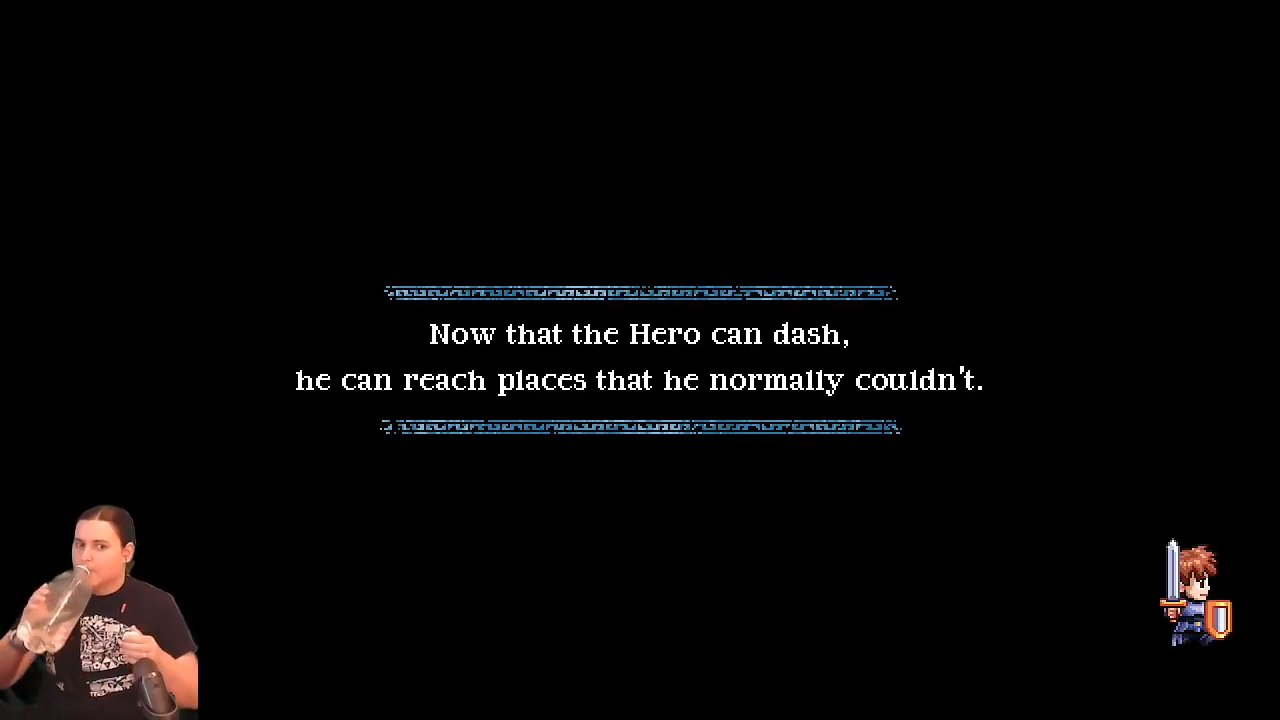 Now that the Hero can dash,
he can reach places that he normally couldn't.